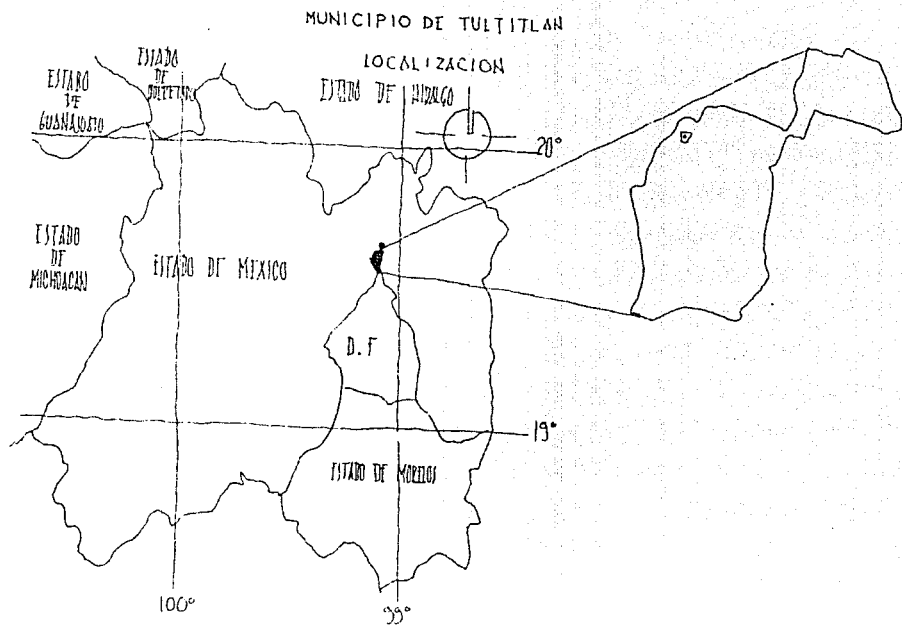 MUNICIPIO DE TULTITLAN
LOCALIZACION
ESTADO
DE
GUANAJUATO
ESTADO
DE
QUERETARO
ESTADO DE HIDALGO
20°
ESTADO
DE
MICHOACAN
ESTADO DE MEXICO
D.F
19°
ESTADO DE MORELOS
100°
99°